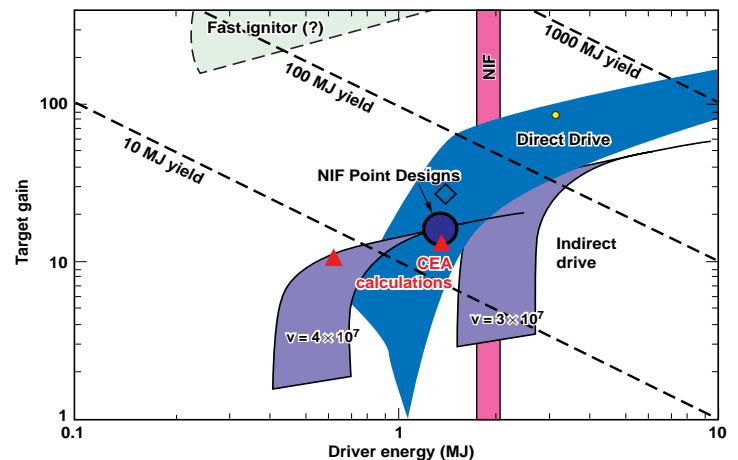 Fast ignitor (?)
1000 MJ yield
NIF
100 MJ yield
100
Direct Drive
10 MJ yield
NIF Point Designs
Target gain
Indirect
drive
10
CEA
calculations
v = 3 × 10⁷
v = 4 × 10⁷
1
0.1
1
10
Driver energy (MJ)